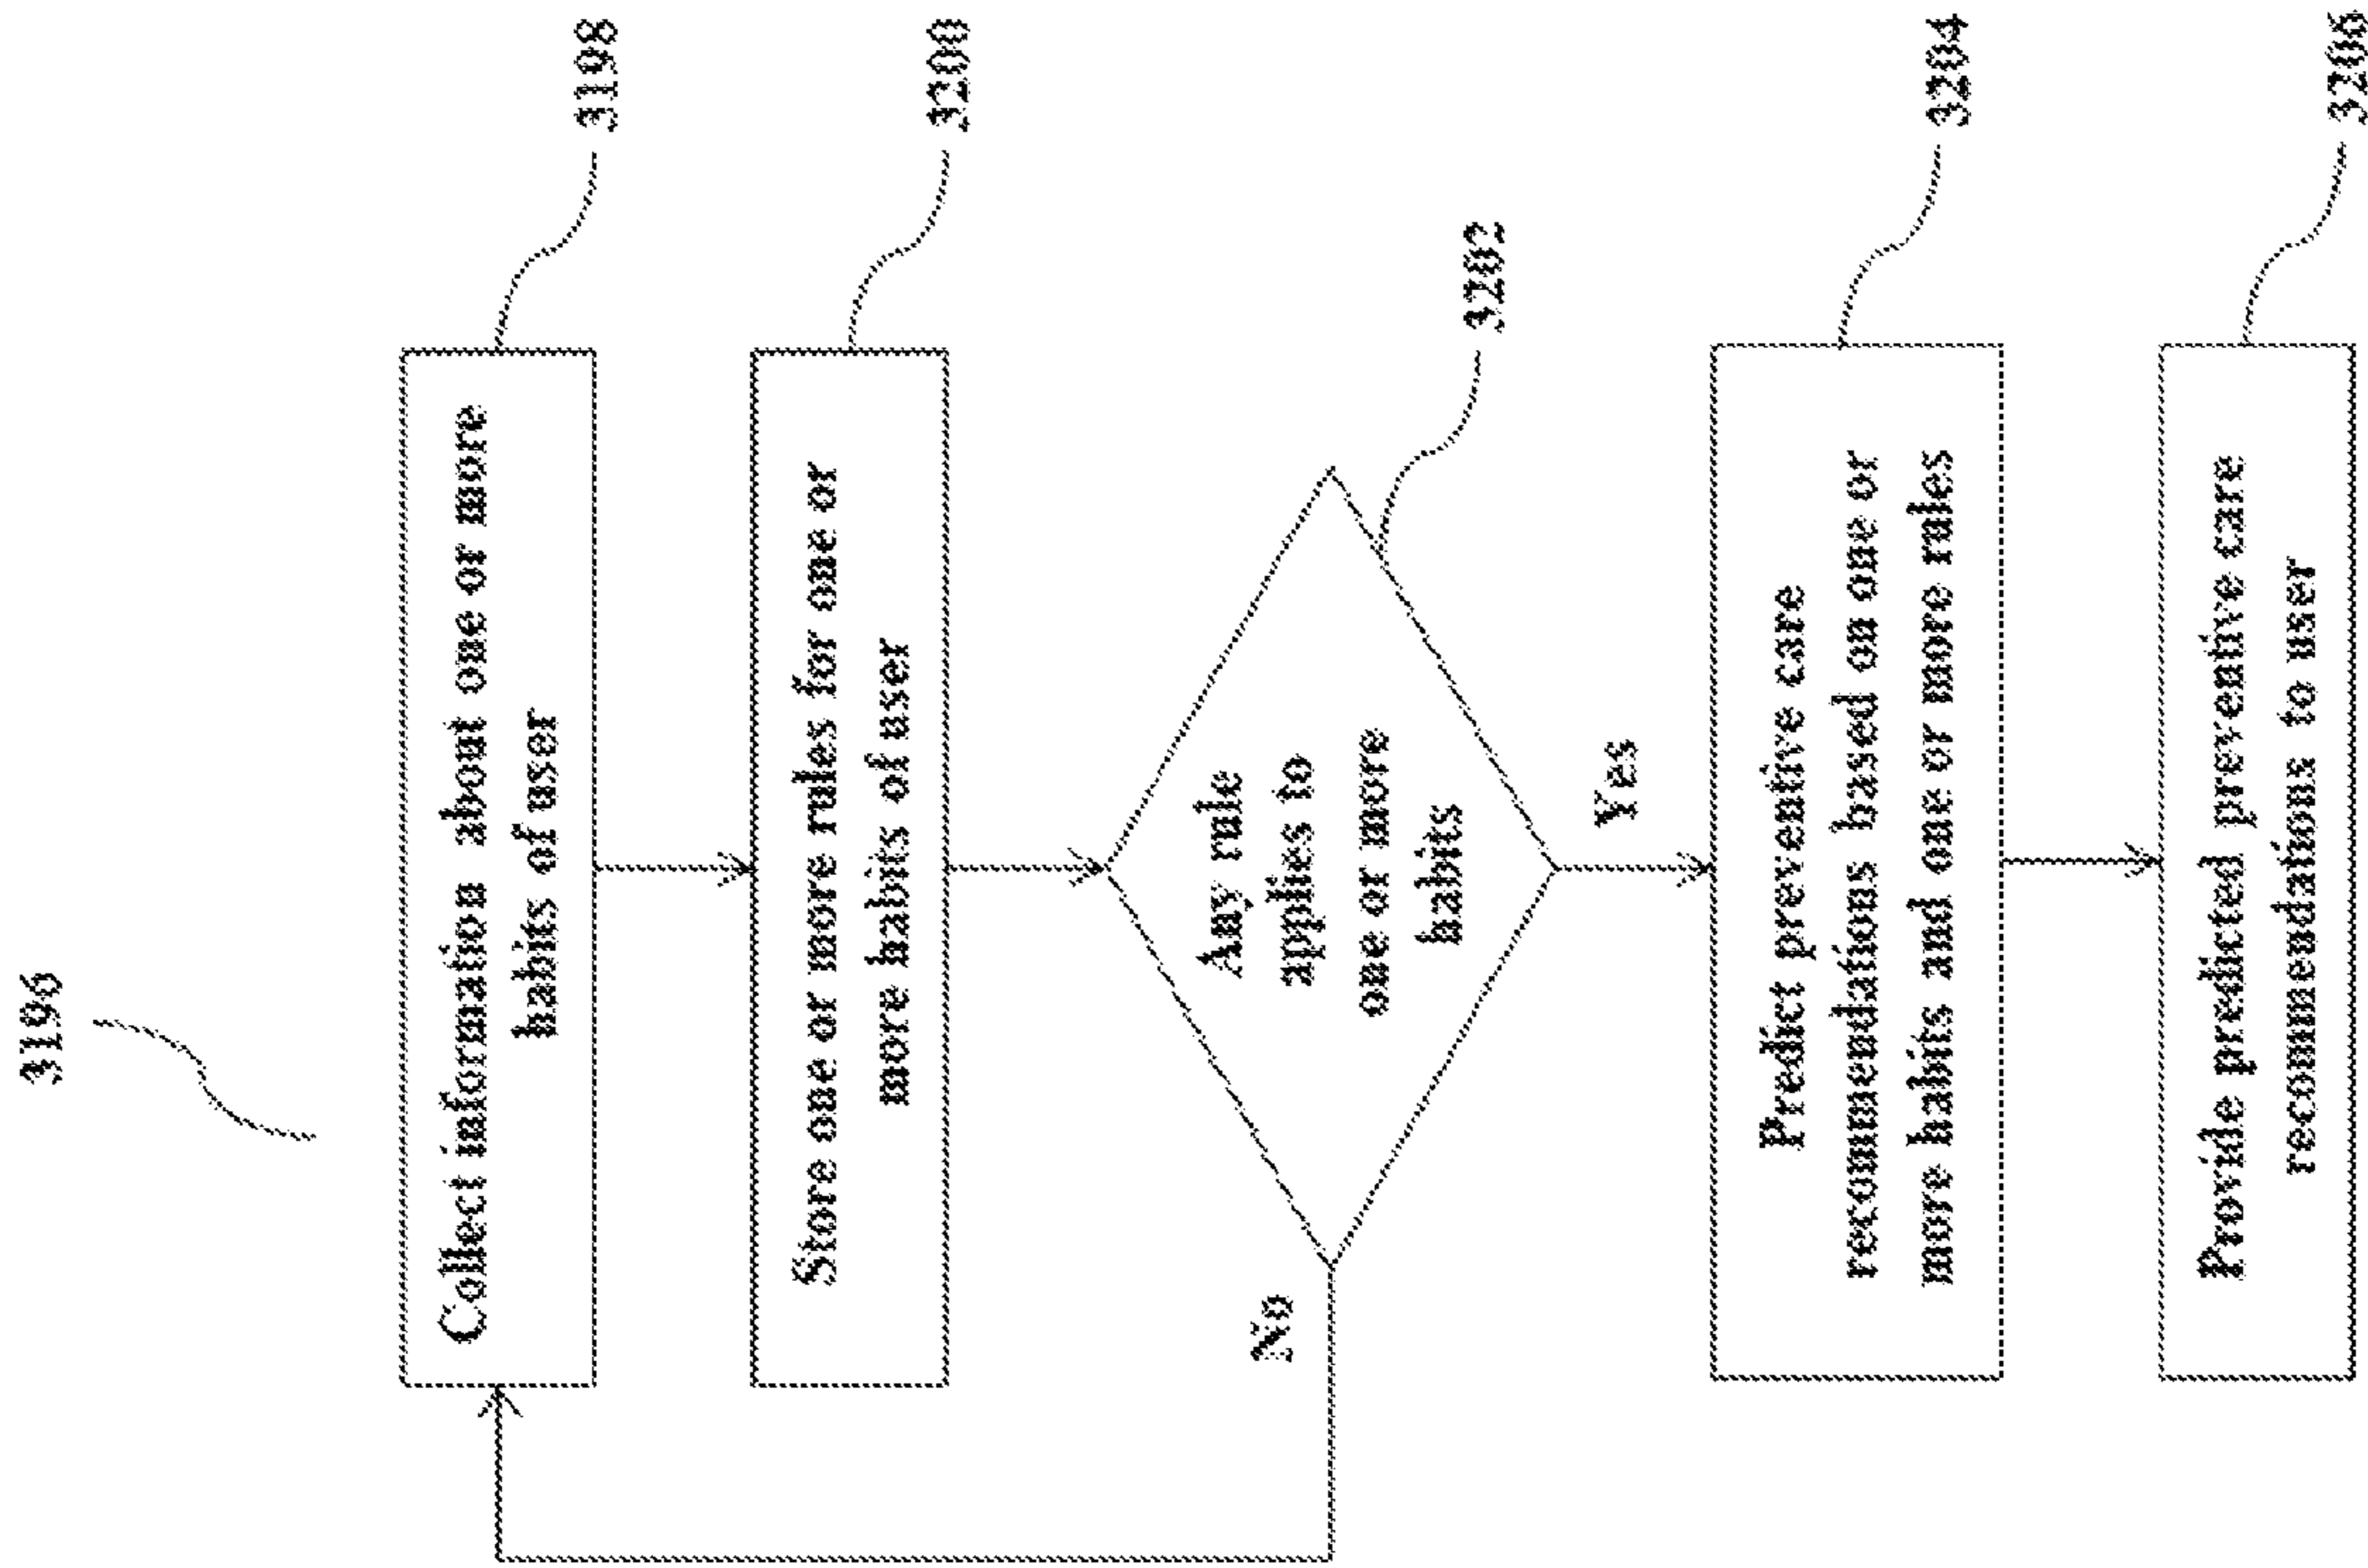 3196
Collect information about one or more
habits of user
3198
Store one or more rules for one or
more habits of user
3200
Any rule
applies to
one or more
habits
3202
No
Yes
Predict preventive care
recommendations based on one or
more habits and one or more rules
3204
Provide predicted preventive care
recommendations to user
3206